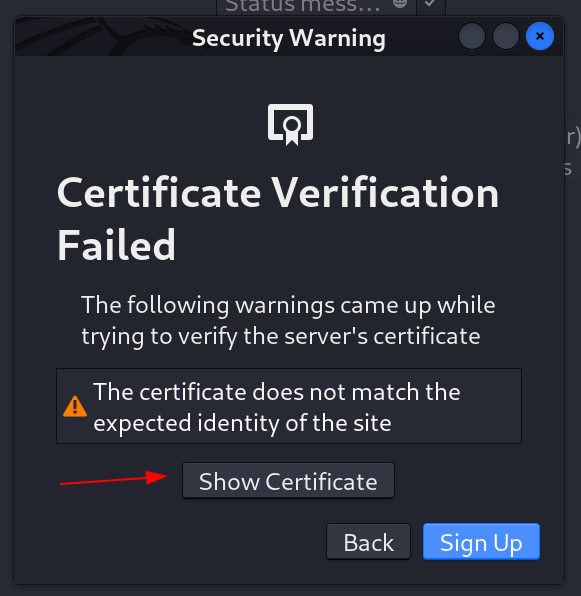 Status mess...
Security Warning
Certificate Verification
Failed
The following warnings came up while
trying to verify the server's certificate
The certificate does not match the
expected identity of the site
Show Certificate
Back
Sign Up